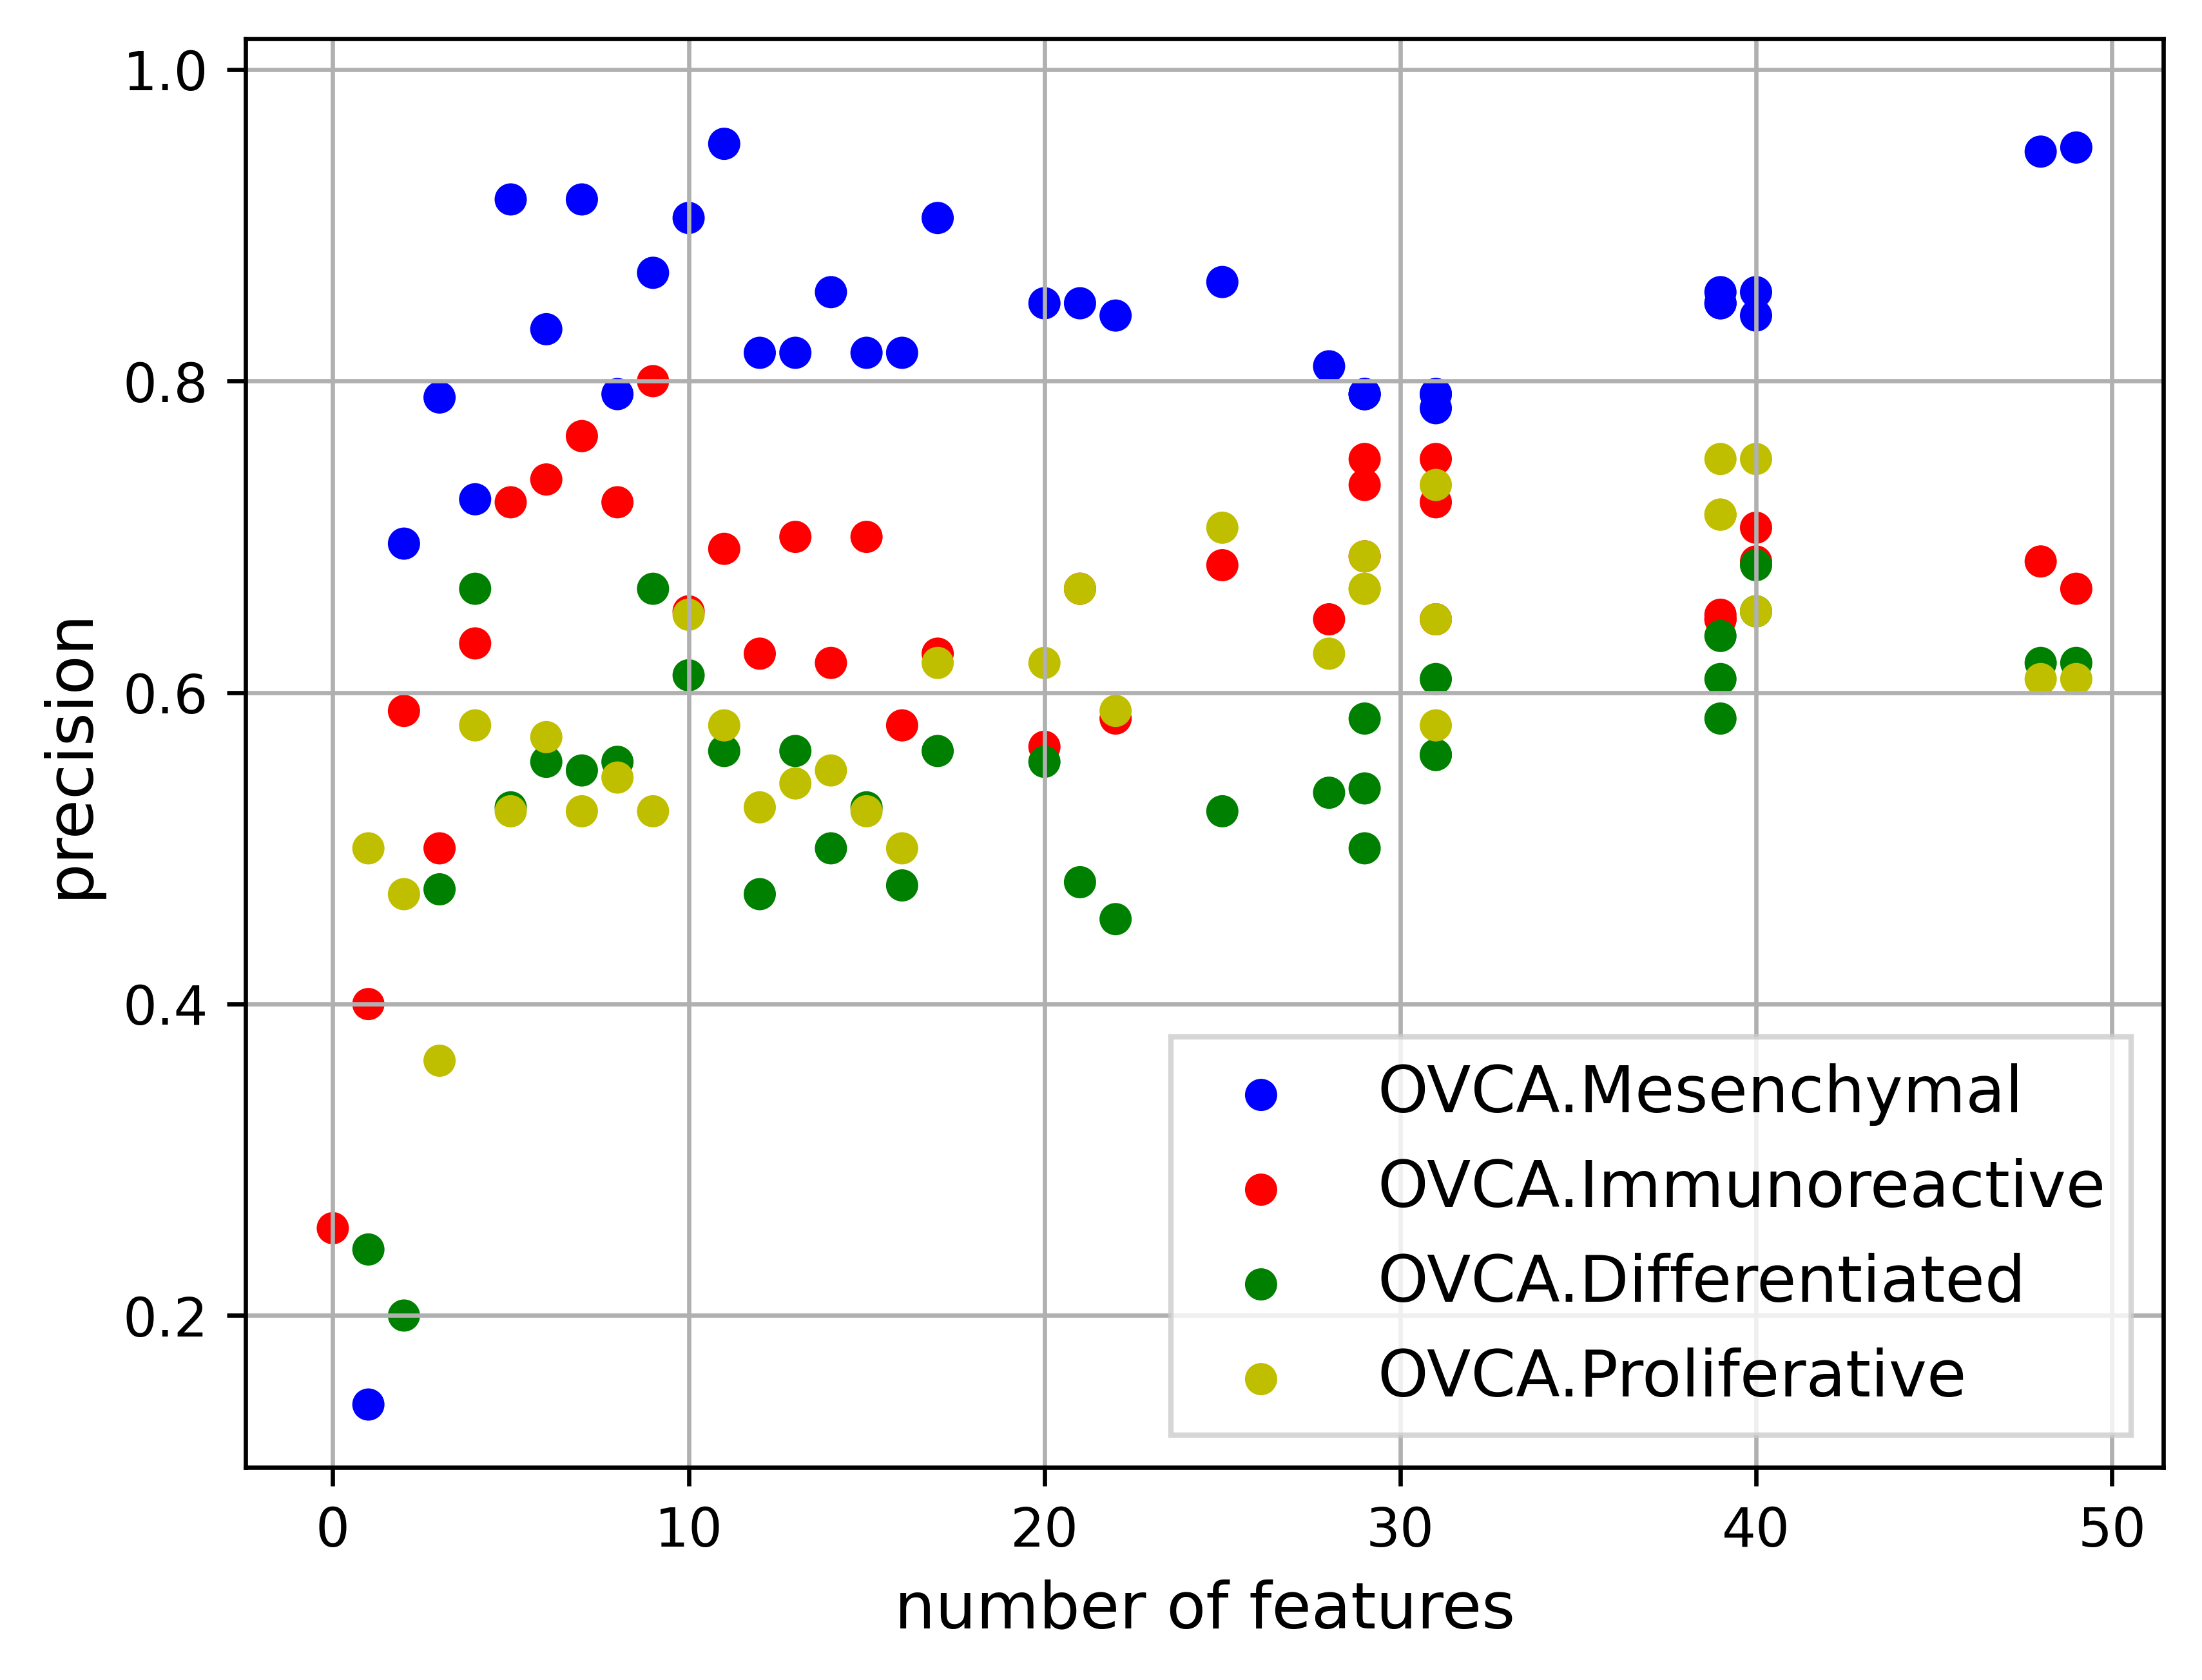 1.0
0.8
0.6
0.4
0.2
precision
0 10 20 30 40 50
number of features
OVCA.Mesenchymal
OVCA.Immunoreactive
OVCA.Differentiated
OVCA.Proliferative